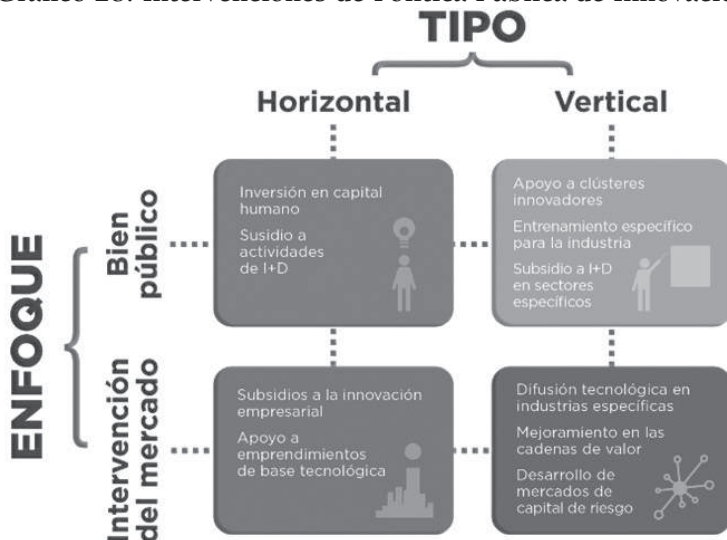 Gráfico 28: Intervenciones de Política Pública de Innovació
TIPO
Horizontal
Vertical
ENFOQUE
Bien
público
Inversión en capital
humano
Susidio a
actividades
de I+D
Apoyo a clústeres
innovadores
Entrenamiento específico
para la industria
Subsidio a I+D
en sectores
específicos
Intervención
del mercado
Subsidios a la innovación
empresarial
Apoyo a
emprendimientos
de base tecnológica
Difusión tecnológica en
industrias específicas
Mejoramiento en las
cadenas de valor
Desarrollo de
mercados de
capital de riesgo